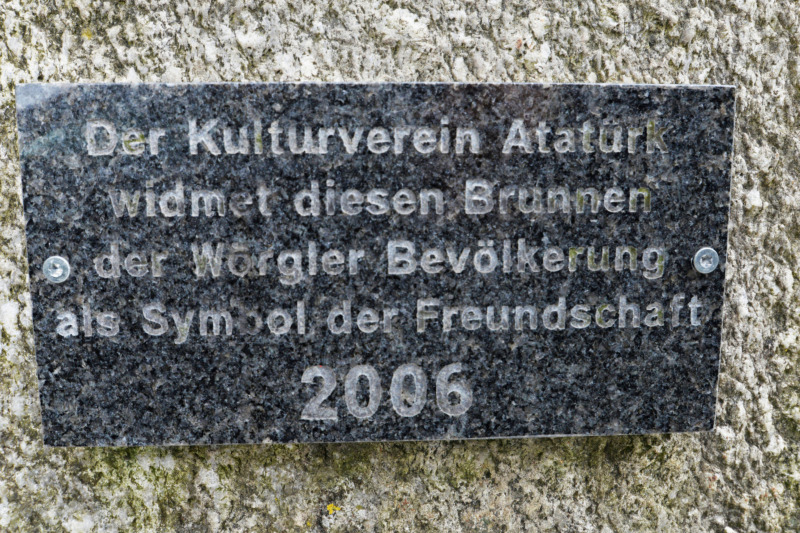 Der Kulturverein Atatürk
widmet diesen Brunnen
der Wörgler Bevölkerung
als Symbol der Freundschaft
2006